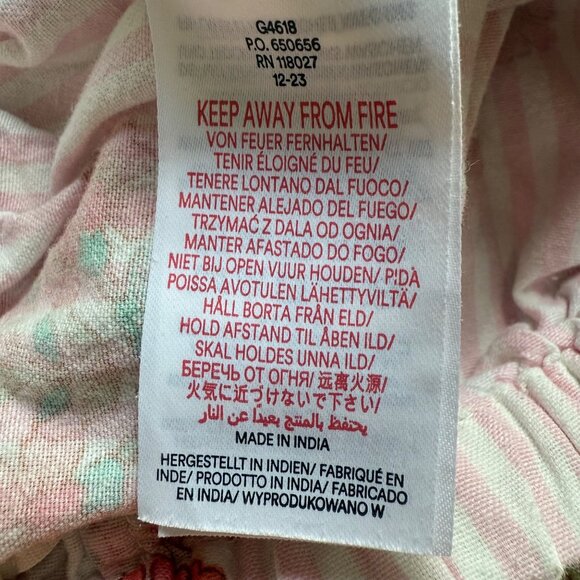 G4618
P.O. 650656
RN 118027
12-23
KEEP AWAY FROM FIRE
VON FEUER FERNHALTEN/
TENIR ÉLOIGNÉ DU FEU/
TENERE LONTANO DAL FUOCO/
MANTENER ALEJADO DEL FUEGO/
TRZYMAĆ Z DALA OD OGNIA/
MANTER AFASTADO DO FOGO/
NIET BIJ OPEN VUUR HOUDEN/ PIDÄ
POISSA AVOTULEN LÄHETTYVILTÄ/
HÅLL BORTA FRÅN ELD/
HOLD AFSTAND TIL ÅBEN ILD/
SKAL HOLDES UNNA ILD/
БЕРЕЧЬ ОТ ОГНЯ/ 远离火源/
火気に近づけないで下さい/
يحتفظ بالمنتج بعيدًا عن النار
MADE IN INDIA
HERGESTELLT IN INDIEN/ FABRIQUÉ EN
INDE/ PRODOTTO IN INDIA/ FABRICADO
EN INDIA/ WYPRODUKOWANO W